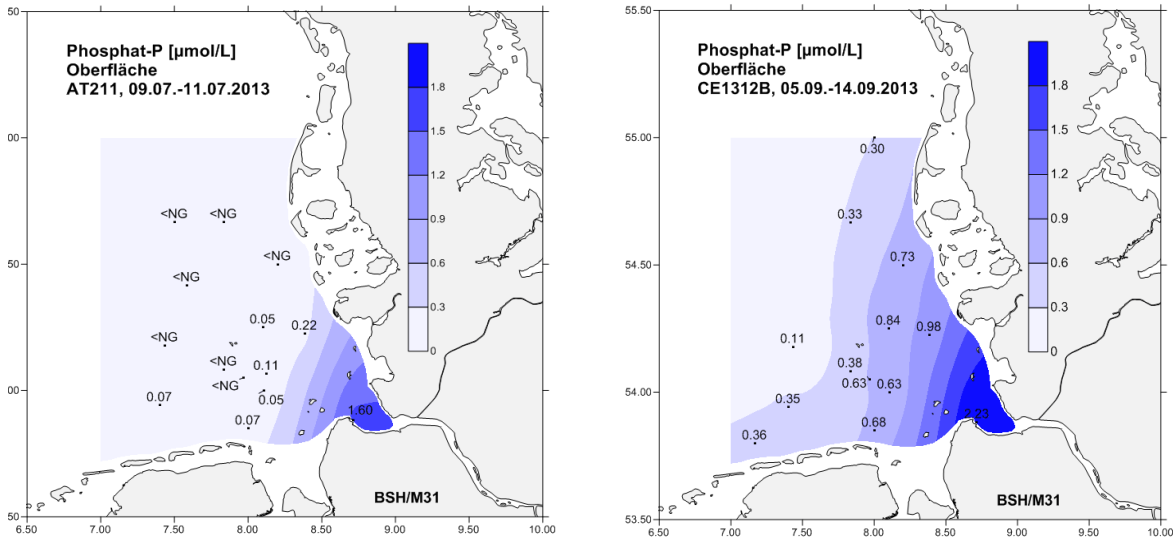 Phosphat-P [µmol/L]
Oberfläche
AT211, 09.07.-11.07.2013
1.8
1.5
1.2
0.9
0.6
0.3
0
50
00
50
00
50
<NG <NG
<NG
<NG
0.05
0.22
<NG
<NG
0.11
<NG
0.07
0.05
0.07
1.60
BSH/M31
6.50 7.00 7.50 8.00 8.50 9.00 9.50 10.00
Phosphat-P [µmol/L]
Oberfläche
CE1312B, 05.09.-14.09.2013
1.8
1.5
1.2
0.9
0.6
0.3
0
55.50
55.00
54.50
54.00
53.50
0.30
0.33
0.73
0.84
0.98
0.11
0.38
0.63 0.63
0.35
0.68
2.23
0.36
BSH/M31
6.50 7.00 7.50 8.00 8.50 9.00 9.50 10.00